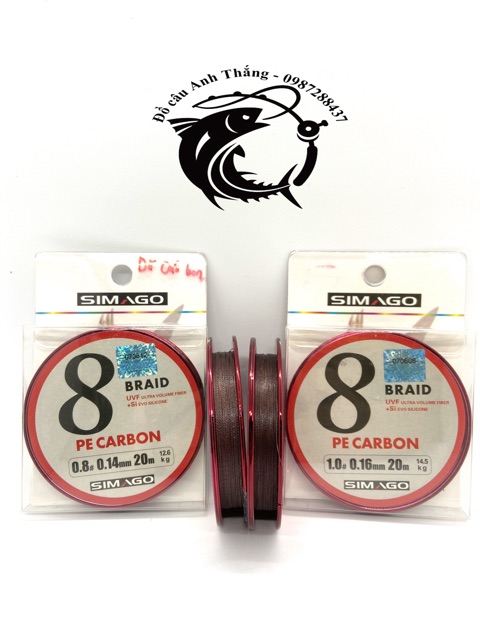 Đồ câu Anh Thắng - 0987288437
SIMAGO
8
BRAID
UVF ULTRA VOLUME FIBER
+Si EVO SILICONE
PE CARBON
0.8ø 0.14mm 20m 12.6 kg
SIMAGO
SIMAGO
8
BRAID
UVF ULTRA VOLUME FIBER
+Si EVO SILICONE
PE CARBON
1.0ø 0.16mm 20m 14.5 kg
SIMAGO